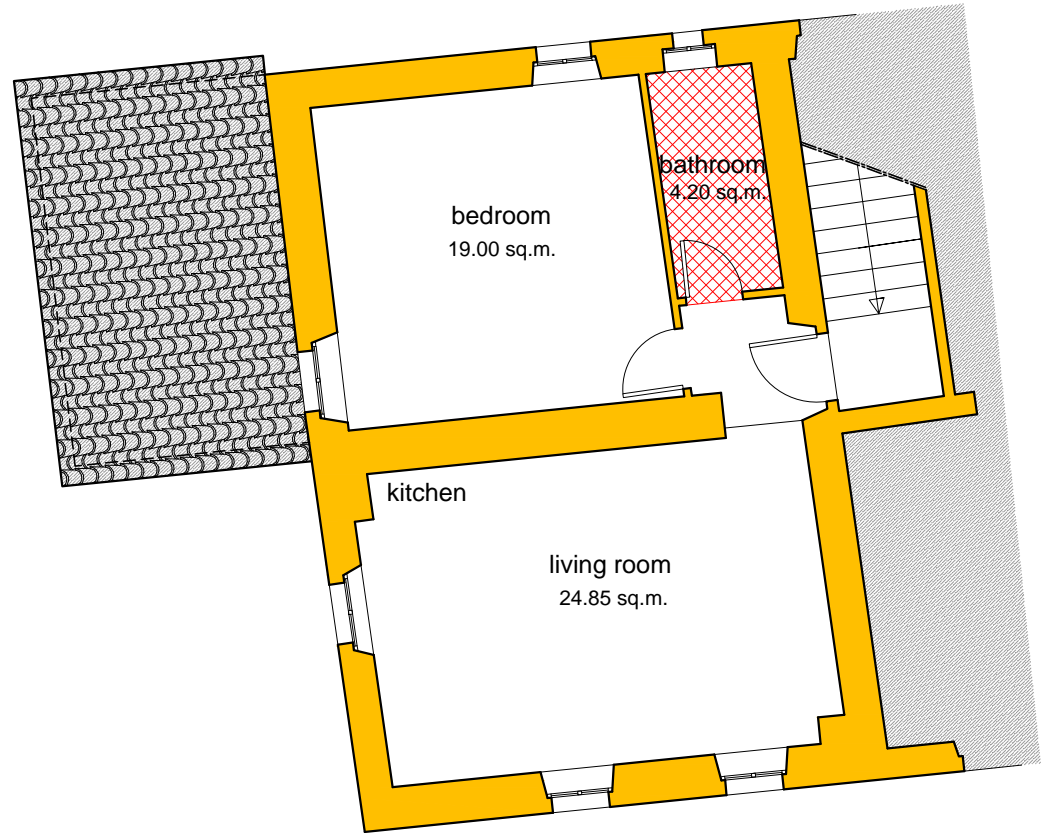 bathroom
4.20 sq.m.
bedroom
19.00 sq.m.
kitchen
living room
24.85 sq.m.